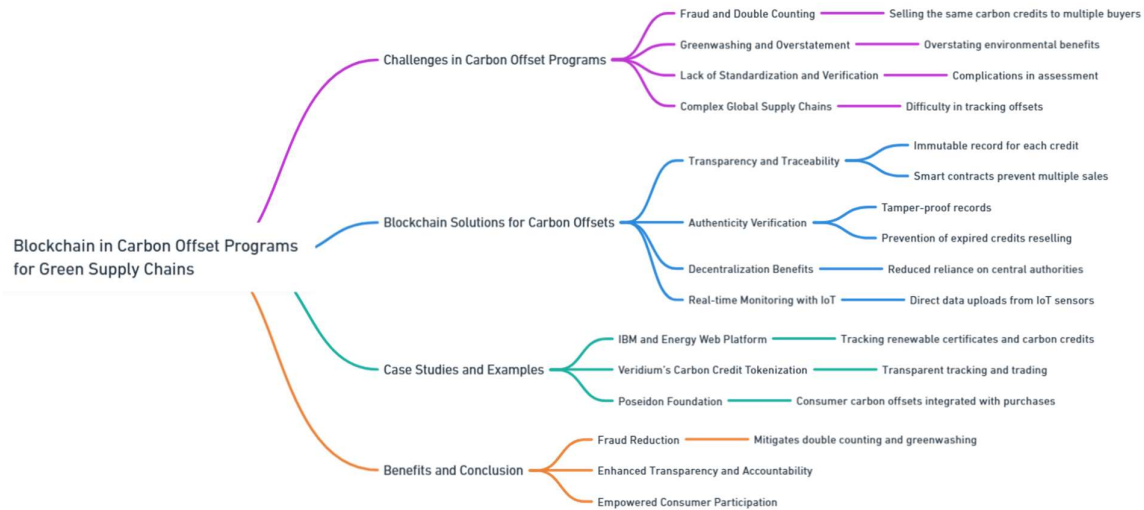 Blockchain in Carbon Offset Programs
for Green Supply Chains
Challenges in Carbon Offset Programs
Fraud and Double Counting
Selling the same carbon credits to multiple buyers
Greenwashing and Overstatement
Overstating environmental benefits
Lack of Standardization and Verification
Complications in assessment
Complex Global Supply Chains
Difficulty in tracking offsets
Blockchain Solutions for Carbon Offsets
Transparency and Traceability
Immutable record for each credit
Smart contracts prevent multiple sales
Authenticity Verification
Tamper-proof records
Prevention of expired credits reselling
Decentralization Benefits
Reduced reliance on central authorities
Real-time Monitoring with IoT
Direct data uploads from IoT sensors
Case Studies and Examples
IBM and Energy Web Platform
Tracking renewable certificates and carbon credits
Veridium's Carbon Credit Tokenization
Transparent tracking and trading
Poseidon Foundation
Consumer carbon offsets integrated with purchases
Benefits and Conclusion
Fraud Reduction
Mitigates double counting and greenwashing
Enhanced Transparency and Accountability
Empowered Consumer Participation